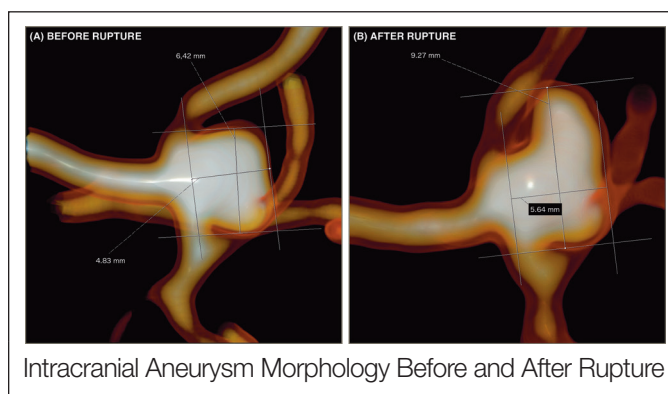 (A) BEFORE RUPTURE
6,42 mm
4.83 mm
(B) AFTER RUPTURE
9.27 mm
5.64 mm
Intracranial Aneurysm Morphology Before and After Rupture